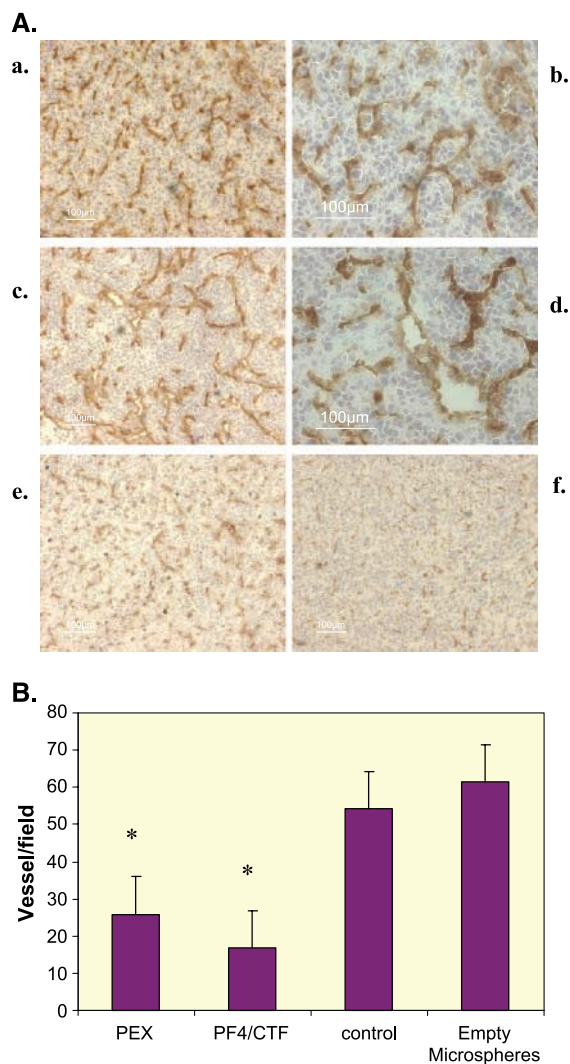 A.
a.
b.
100µm
100µm
c.
d.
100µm
100µm
e.
f.
100µm
100µm
B.
80
70
60
50
40
30
20
10
0
Vessel/field
*
*
PEX
PF4/CTF
control
Empty
Microspheres